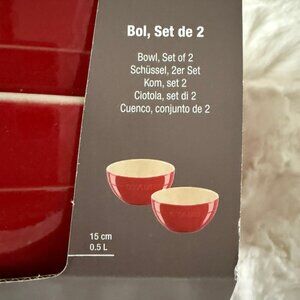 Bol, Set de 2
Bowl, Set of 2
Schüssel, 2er Set
Kom, set 2
Ciotola, set di 2
Cuenco, conjunto de 2
15 cm
0.5 L